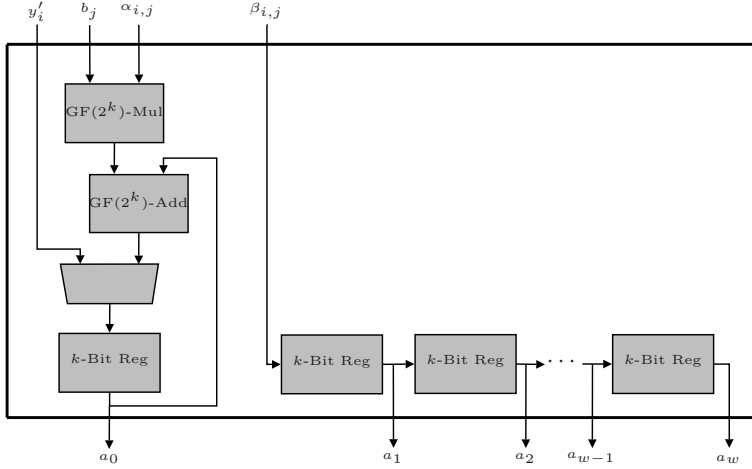 y′ᵢ b_j α_{i,j} β_{i,j}
GF(2^k)-Mul
GF(2^k)-Add
k-Bit Reg k-Bit Reg k-Bit Reg ··· k-Bit Reg
a_0 a_1 a_2 a_{w−1} a_w